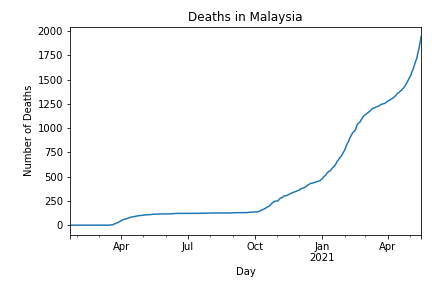 Deaths in Malaysia
Number of Deaths
2000
1750
1500
1250
1000
750
500
250
0
Apr
Jul
Oct
Jan
2021
Apr
Day